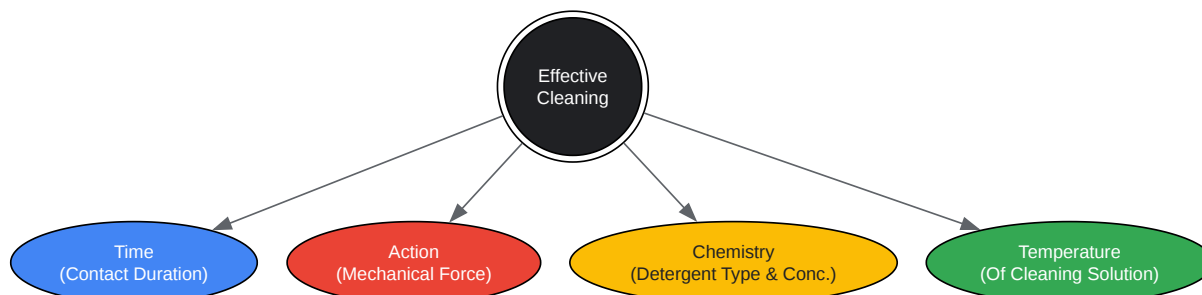 Effective
Cleaning
Time
(Contact Duration)
Action
(Mechanical Force)
Chemistry
(Detergent Type & Conc.)
Temperature
(Of Cleaning Solution)